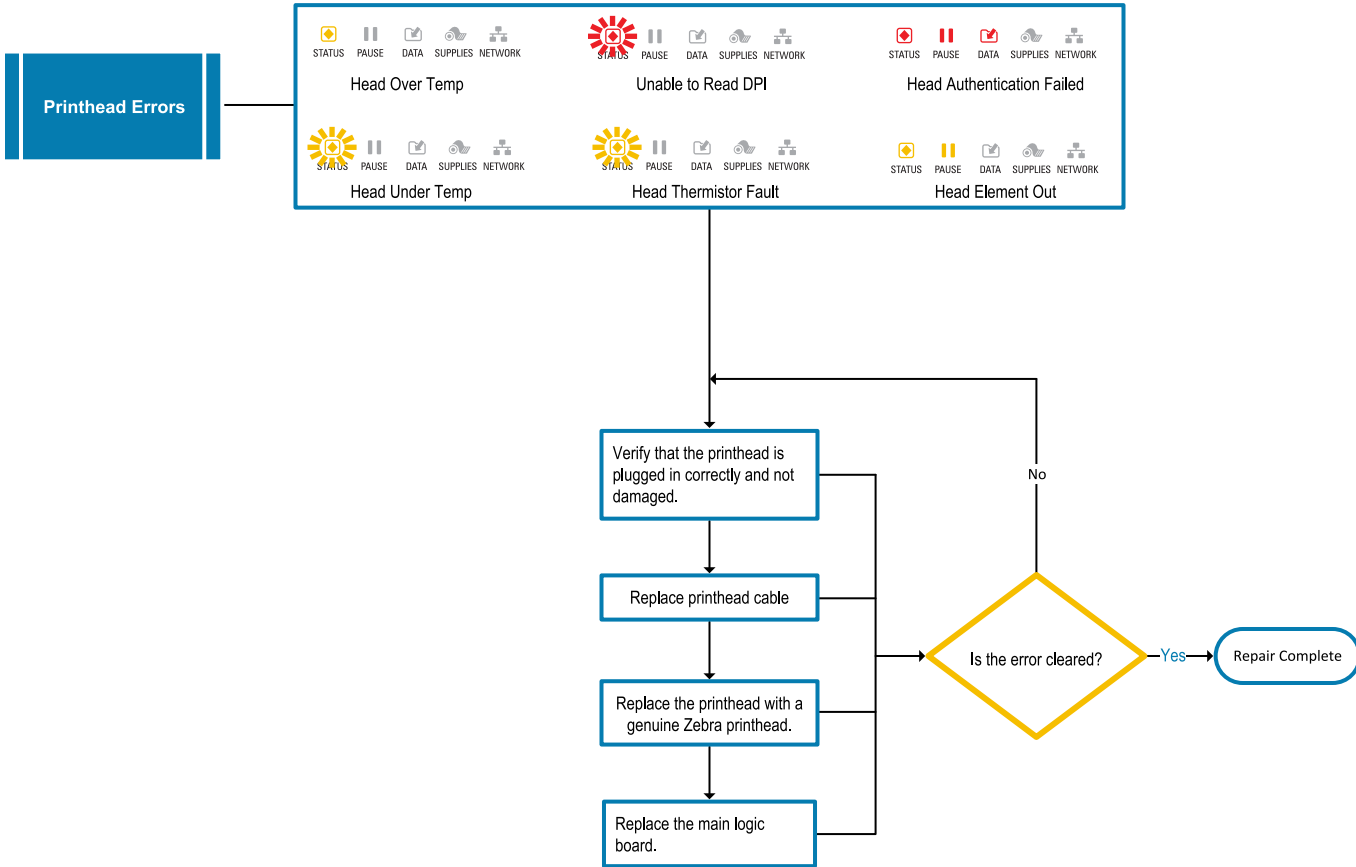 Printhead Errors
STATUS PAUSE DATA SUPPLIES NETWORK
Head Over Temp
STATUS PAUSE DATA SUPPLIES NETWORK
Unable to Read DPI
STATUS PAUSE DATA SUPPLIES NETWORK
Head Authentication Failed
STATUS PAUSE DATA SUPPLIES NETWORK
Head Under Temp
STATUS PAUSE DATA SUPPLIES NETWORK
Head Thermistor Fault
STATUS PAUSE DATA SUPPLIES NETWORK
Head Element Out
Verify that the printhead is
plugged in correctly and not
damaged.
Replace printhead cable
Replace the printhead with a
genuine Zebra printhead.
Replace the main logic
board.
No
Is the error cleared?
Yes
Repair Complete